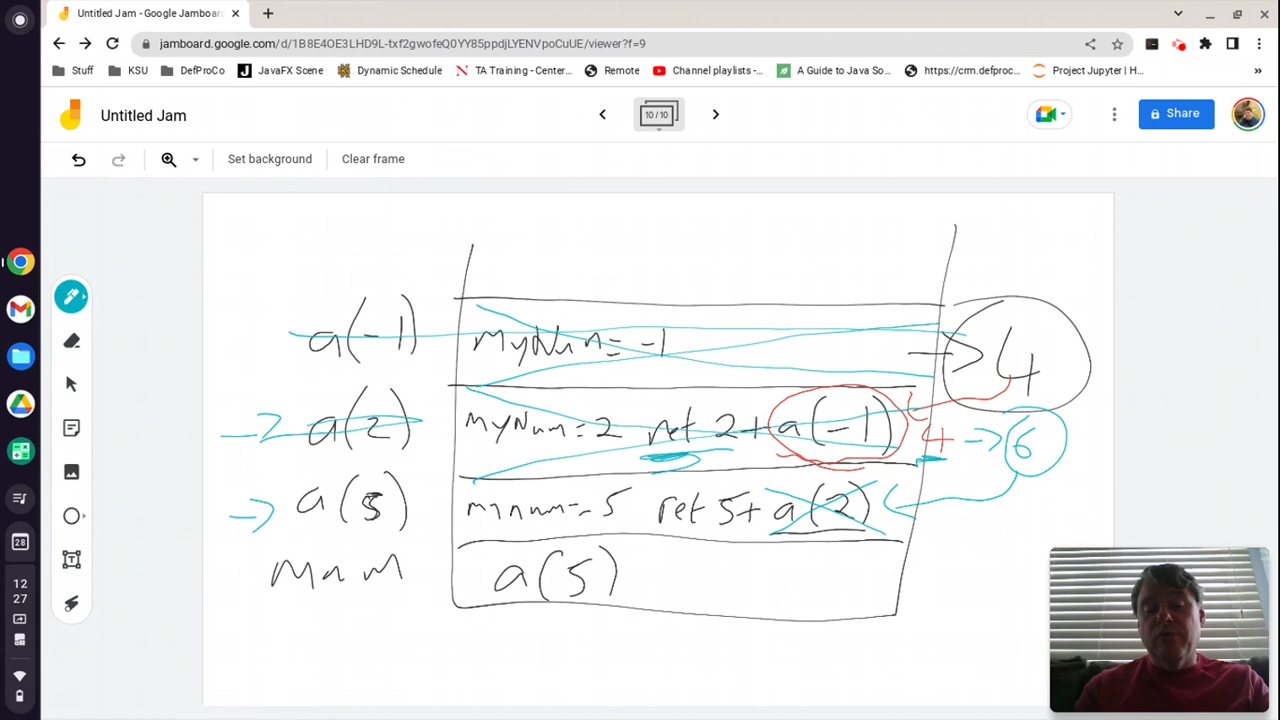 Untitled Jam - Google Jamboard
jamboard.google.com/d/1B8E4OE3LHD9L-txf2gwofeQ0YY85ppdjLYENVpoCuUE/viewer?f=9
Stuff KSU DefProCo JavaFX Scene Dynamic Schedule TA Training - Center... Remote Channel playlists -... A Guide to Java So... https://crm.defproc... Project Jupyter | H... »
Untitled Jam
10 / 10
Share
Set background Clear frame
a(-1) myNum = -1 → 4
→ a(2) myNum = 2 ret 2 + a(-1) 4 → 6
→ a(5) mynum = 5 ret 5 + a(2)
a(5)
28
12
27